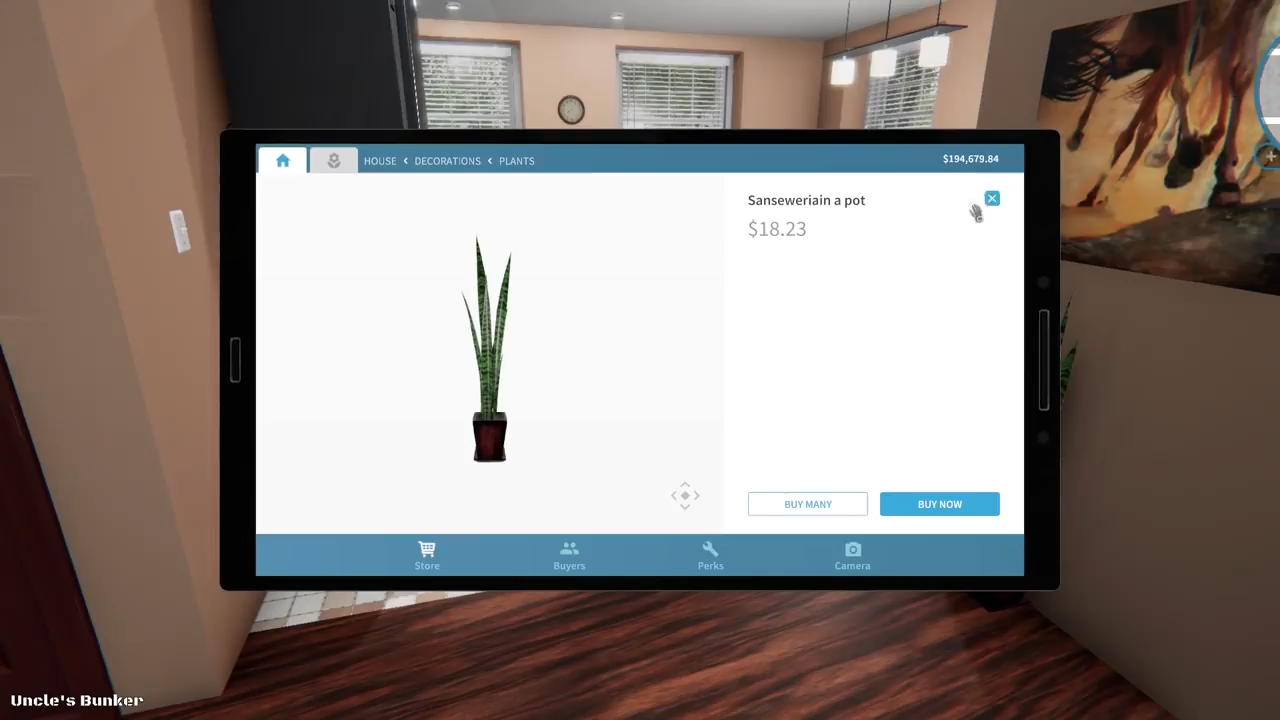 HOUSE < DECORATIONS < PLANTS
$194,679.84
Sanseweriain a pot
$18.23
BUY MANY
BUY NOW
Store
Buyers
Perks
Camera
Uncle's Bunker